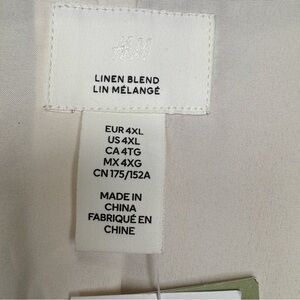 H&M
LINEN BLEND
LIN MÉLANGÉ
EUR 4XL
US 4XL
CA 4TG
MX 4XG
CN 175/152A
MADE IN
CHINA
FABRIQUÉ EN
CHINE